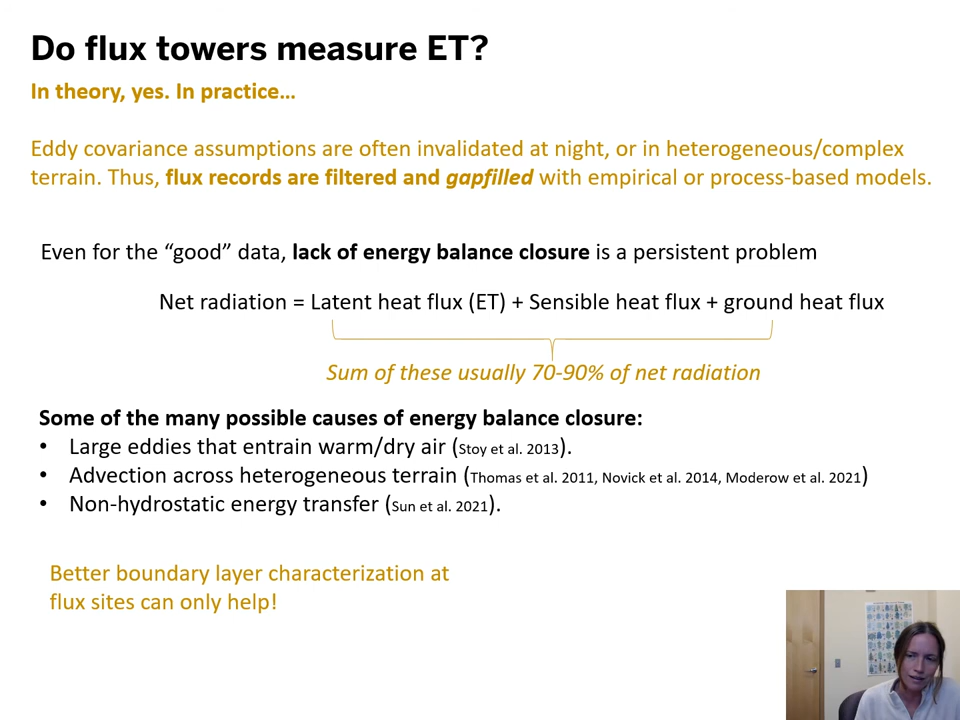 Do flux towers measure ET?
In theory, yes. In practice…
Eddy covariance assumptions are often invalidated at night, or in heterogeneous/complex
terrain. Thus, flux records are filtered and gapfilled with empirical or process-based models.
Even for the “good” data, lack of energy balance closure is a persistent problem
Net radiation = Latent heat flux (ET) + Sensible heat flux + ground heat flux
Sum of these usually 70-90% of net radiation
Some of the many possible causes of energy balance closure:
• Large eddies that entrain warm/dry air (Stoy et al. 2013).
• Advection across heterogeneous terrain (Thomas et al. 2011, Novick et al. 2014, Moderow et al. 2021)
• Non-hydrostatic energy transfer (Sun et al. 2021).
Better boundary layer characterization at
flux sites can only help!